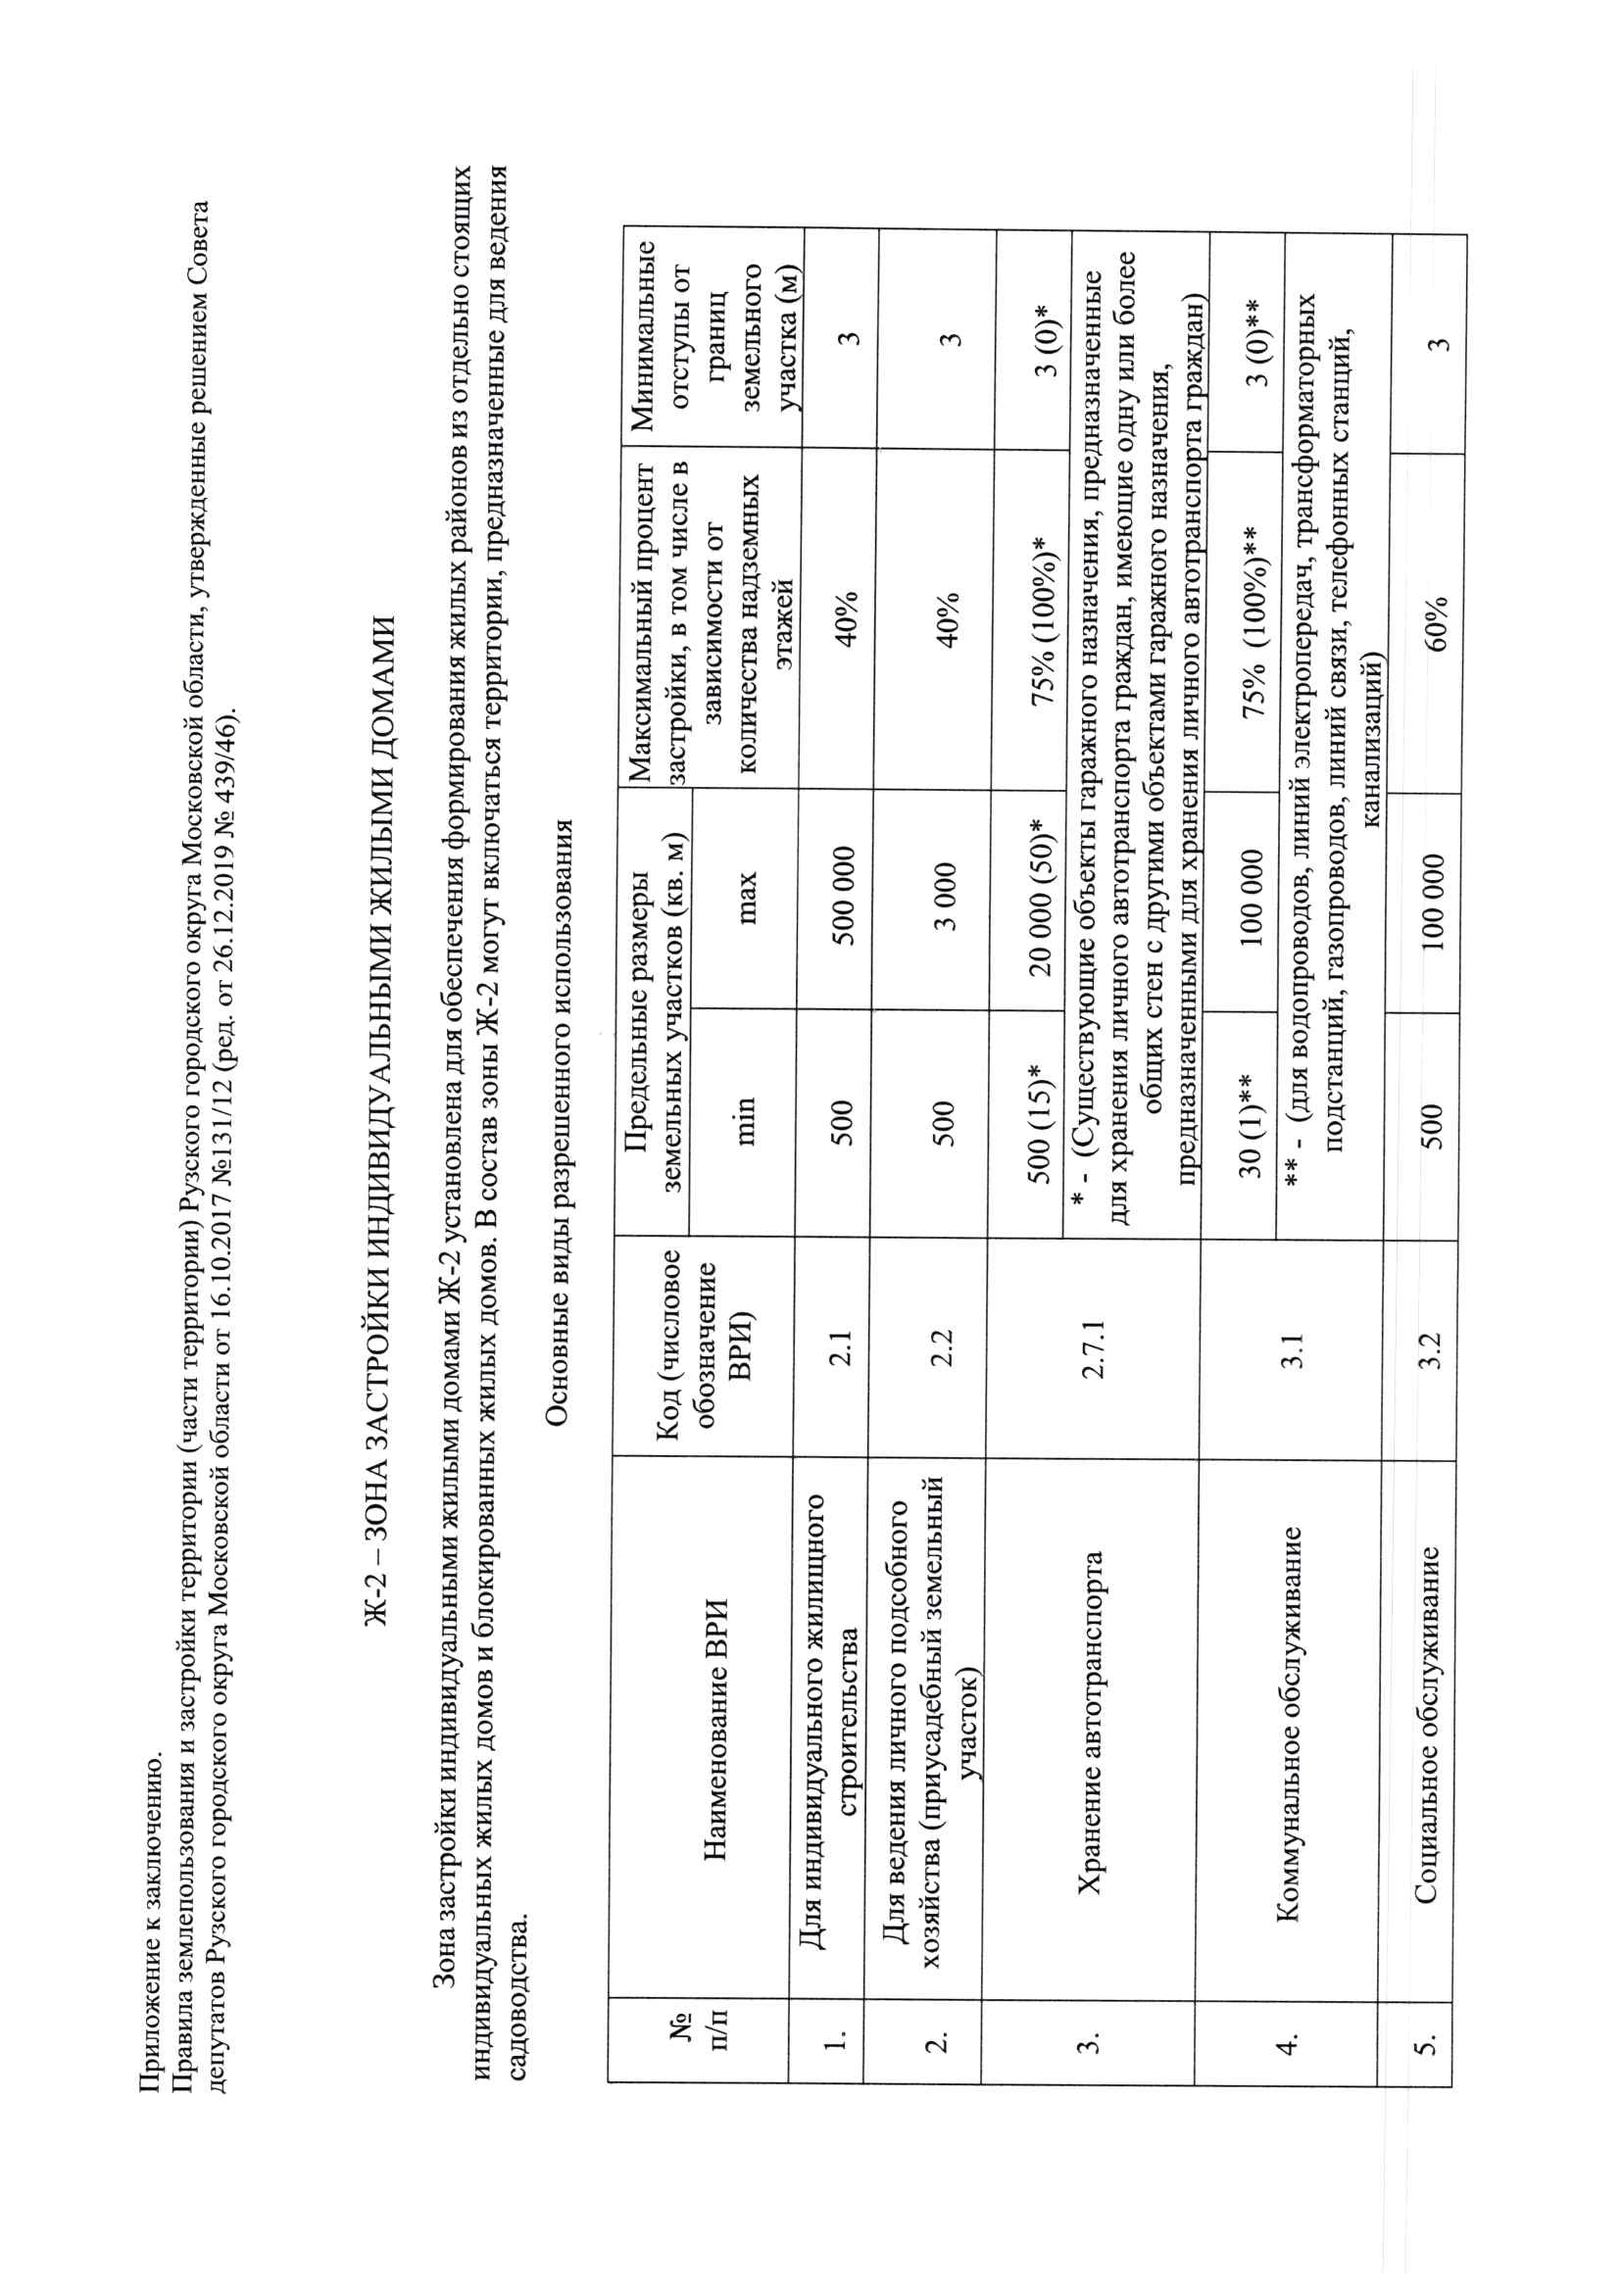 Приложение к заключению.
Правила землепользования и застройки территории (части территории) Рузского городского округа Московской области, утвержденные решением Совета
депутатов Рузского городского округа Московской области от 16.10.2017 №131/12 (ред. от 26.12.2019 № 439/46).
Ж-2 – ЗОНА ЗАСТРОЙКИ ИНДИВИДУАЛЬНЫМИ ЖИЛЫМИ ДОМАМИ
Зона застройки индивидуальными жилыми домами Ж-2 установлена для обеспечения формирования жилых районов из отдельно стоящих
индивидуальных жилых домов и блокированных жилых домов. В состав зоны Ж-2 могут включаться территории, предназначенные для ведения
садоводства.
Основные виды разрешенного использования
№
п/п
Наименование ВРИ
Код (числовое
обозначение
ВРИ)
Предельные размеры
земельных участков (кв. м)
min
max
Максимальный процент
застройки, в том числе в
зависимости от
количества надземных
этажей
Минимальные
отступы от
границ
земельного
участка (м)
1.
Для индивидуального жилищного
строительства
2.1
500
500 000
40%
3
2.
Для ведения личного подсобного
хозяйства (приусадебный земельный
участок)
2.2
500
3 000
40%
3
3.
Хранение автотранспорта
2.7.1
500 (15)*
20 000 (50)*
75% (100%)*
3 (0)*
* - (Существующие объекты гаражного назначения, предназначенные
для хранения личного автотранспорта граждан, имеющие одну или более
общих стен с другими объектами гаражного назначения,
предназначенными для хранения личного автотранспорта граждан)
4.
Коммунальное обслуживание
3.1
30 (1)**
100 000
75% (100%)**
3 (0)**
** - (для водопроводов, линий электропередач, трансформаторных
подстанций, газопроводов, линий связи, телефонных станций,
канализаций)
5.
Социальное обслуживание
3.2
500
100 000
60%
3